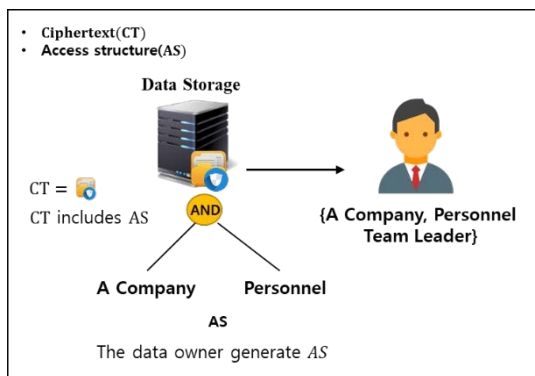 • Ciphertext(CT)
• Access structure(AS)
Data Storage
CT =
CT includes AS
AND
{A Company, Personnel
Team Leader}
A Company
Personnel
AS
The data owner generate AS